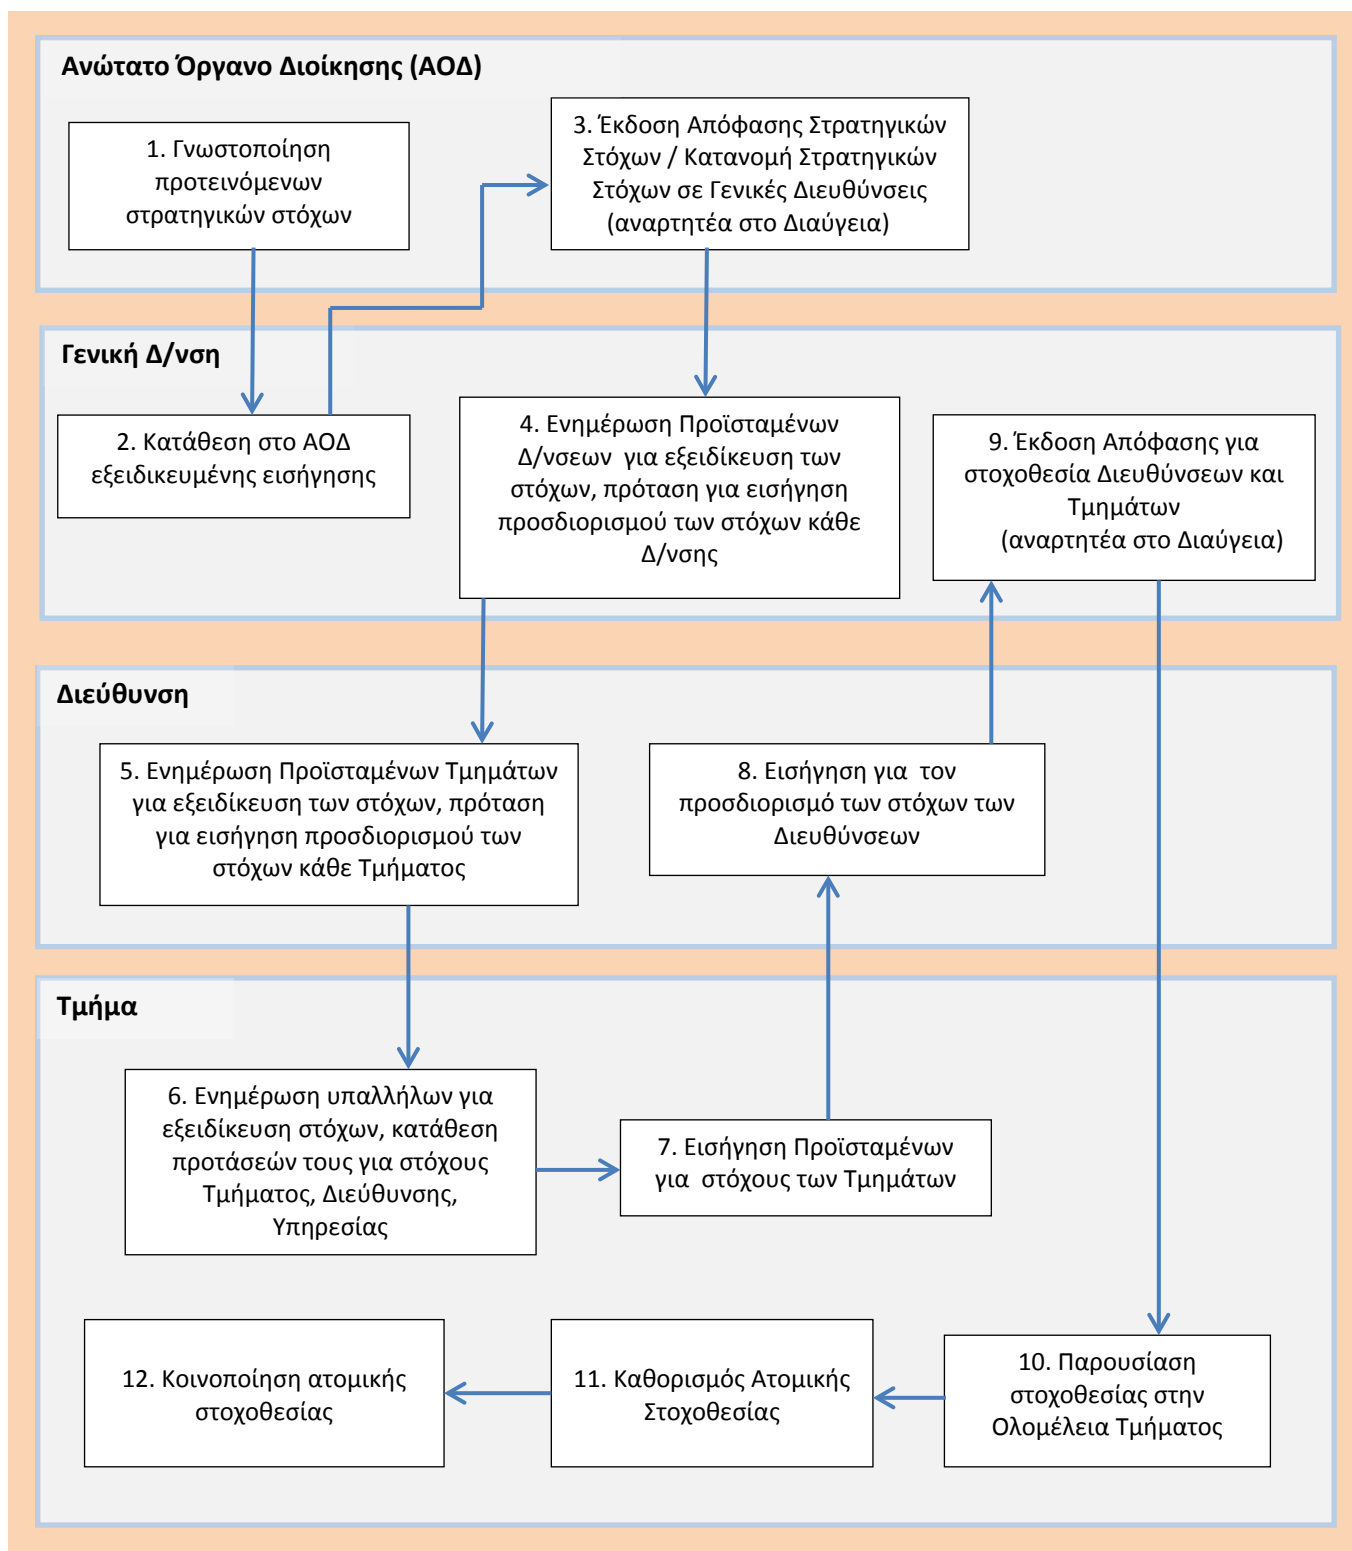 Ανώτατο Όργανο Διοίκησης (ΑΟΔ)
1. Γνωστοποίηση
προτεινόμενων
στρατηγικών στόχων
3. Έκδοση Απόφασης Στρατηγικών
Στόχων / Κατανομή Στρατηγικών
Στόχων σε Γενικές Διευθύνσεις
(αναρτητέα στο Διαύγεια)
Γενική Δ/νση
2. Κατάθεση στο ΑΟΔ
εξειδικευμένης εισήγησης
4. Ενημέρωση Προϊσταμένων
Δ/νσεων για εξειδίκευση των
στόχων, πρόταση για εισήγηση
προσδιορισμού των στόχων κάθε
Δ/νσης
9. Έκδοση Απόφασης για
στοχοθεσία Διευθύνσεων και
Τμημάτων
(αναρτητέα στο Διαύγεια)
Διεύθυνση
5. Ενημέρωση Προϊσταμένων Τμημάτων
για εξειδίκευση των στόχων, πρόταση
για εισήγηση προσδιορισμού των
στόχων κάθε Τμήματος
8. Εισήγηση για τον
προσδιορισμό των στόχων των
Διευθύνσεων
Τμήμα
6. Ενημέρωση υπαλλήλων για
εξειδίκευση στόχων, κατάθεση
προτάσεών τους για στόχους
Τμήματος, Διεύθυνσης,
Υπηρεσίας
7. Εισήγηση Προϊσταμένων
για στόχους των Τμημάτων
12. Κοινοποίηση ατομικής
στοχοθεσίας
11. Καθορισμός Ατομικής
Στοχοθεσίας
10. Παρουσίαση
στοχοθεσίας στην
Ολομέλεια Τμήματος